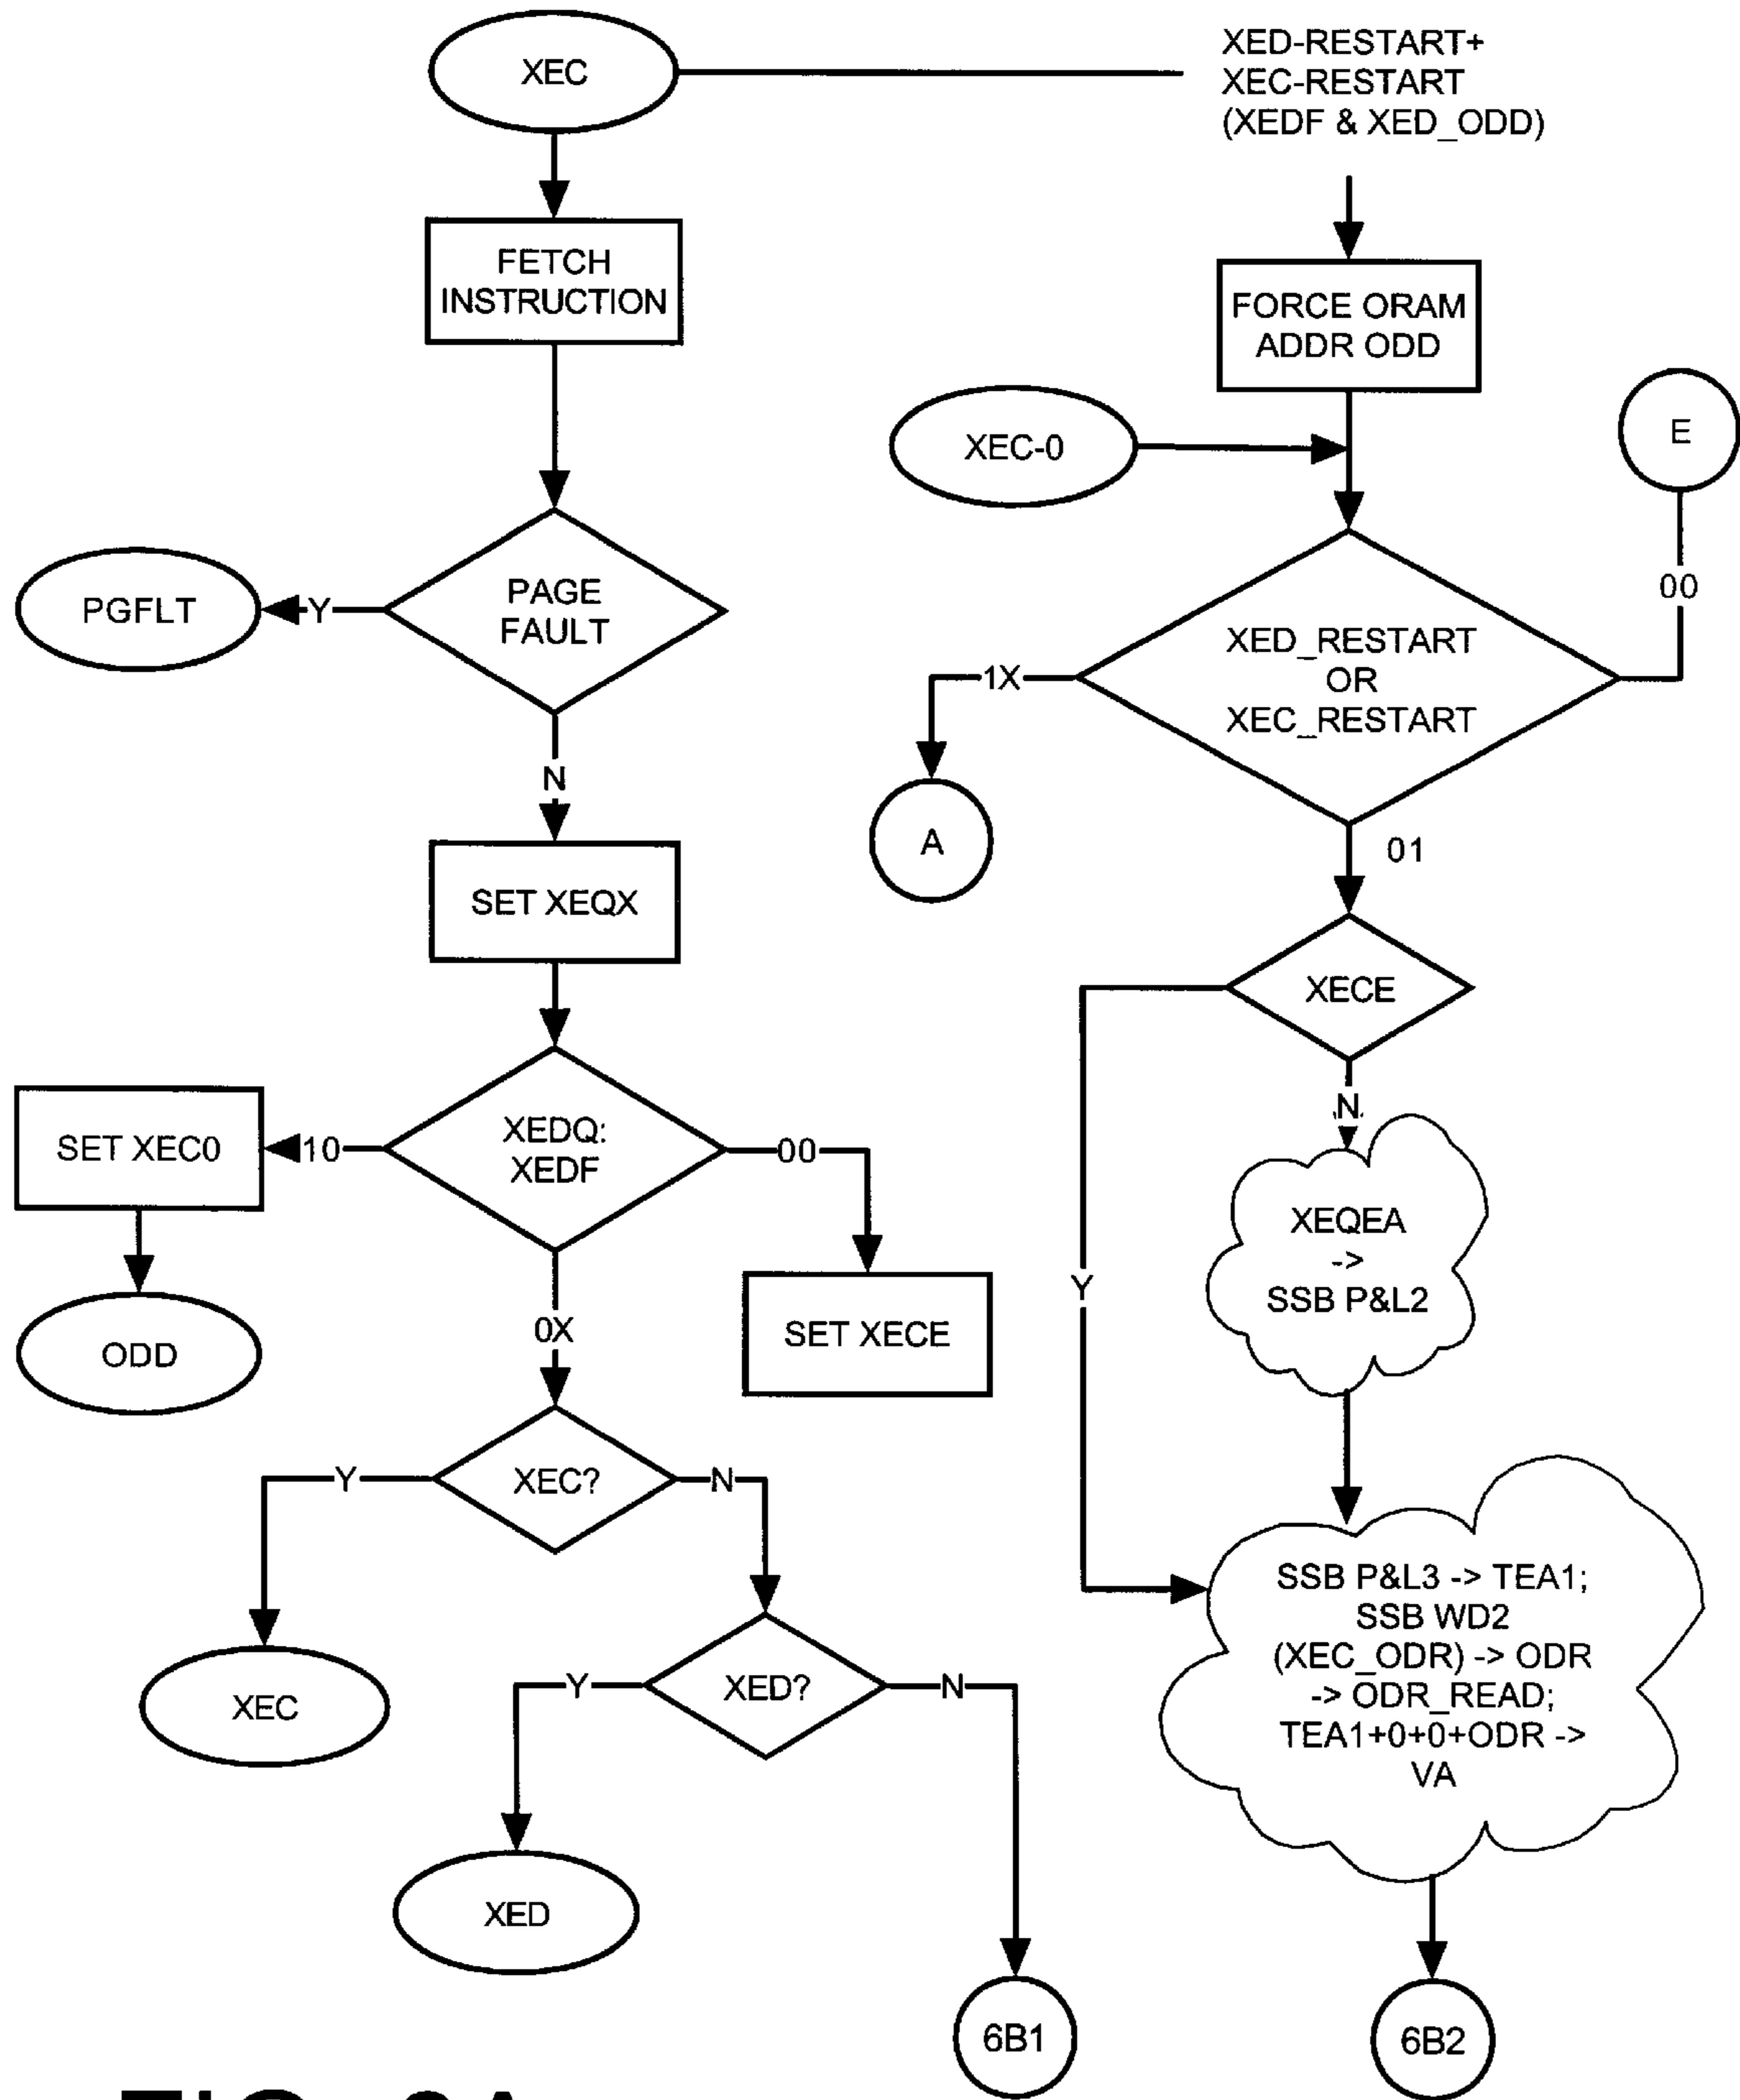 XEC
XED-RESTART+
XEC-RESTART
(XEDF & XED_ODD)
FETCH
INSTRUCTION
FORCE ORAM
ADDR ODD
XEC-0
E
PAGE
FAULT
Y
PGFLT
00
XED_RESTART
OR
XEC_RESTART
1X
N
A
01
SET XEQX
XECE
XEDQ:
XEDF
10
SET XEC0
00
N
XEQEA
->
SSB P&L2
Y
ODD
0X
SET XECE
XEC?
Y
N
SSB P&L3 -> TEA1;
SSB WD2
(XEC_ODR) -> ODR
-> ODR_READ;
TEA1+0+0+ODR ->
VA
XEC
XED?
Y
N
XED
6B1
6B2